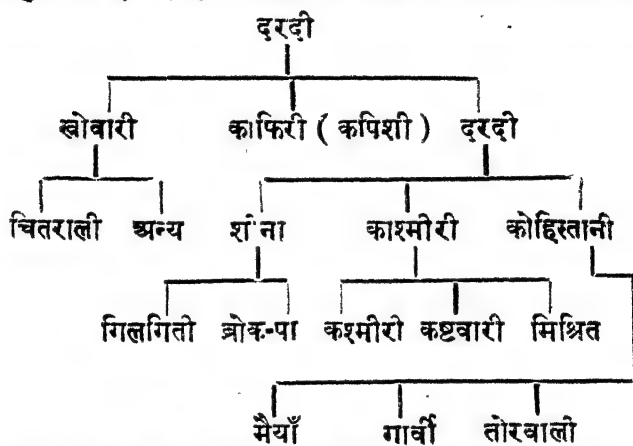 दरदी
खोवारी काफिरी ( कपिशी ) दरदी
चितराली अन्य शीना काश्मीरी कोहिस्तानी
गिलगिती ब्रोक-पा कश्मीरी कष्टवारी मिश्रित
मैयाँ गार्वी तोरवाली